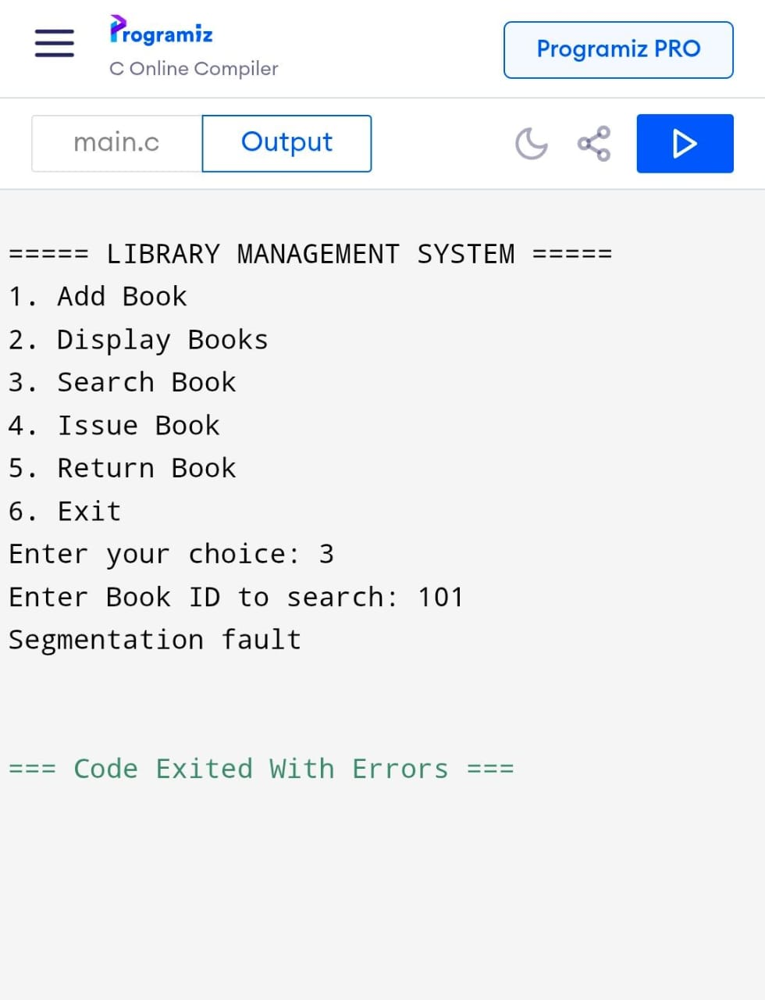 Programiz
C Online Compiler
Programiz PRO
main.c
Output
===== LIBRARY MANAGEMENT SYSTEM =====
1. Add Book
2. Display Books
3. Search Book
4. Issue Book
5. Return Book
6. Exit
Enter your choice: 3
Enter Book ID to search: 101
Segmentation fault
=== Code Exited With Errors ===